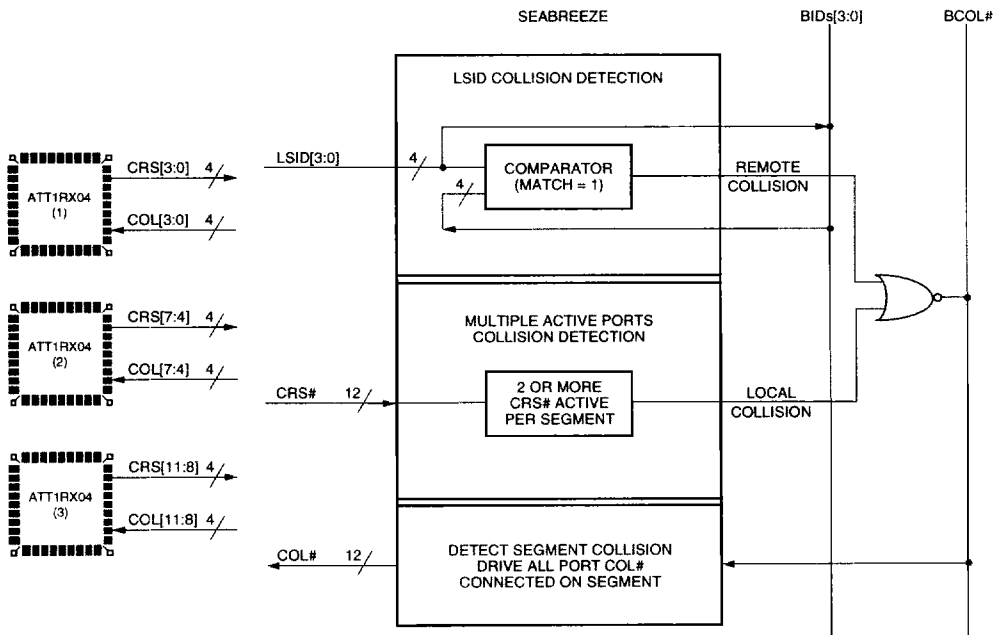 SEABREEZE
BIDs[3:0]
BCOL#
LSID COLLISION DETECTION
LSID[3:0]
4
4
COMPARATOR
(MATCH = 1)
REMOTE
COLLISION
ATT1RX04
(1)
CRS[3:0] 4
COL[3:0] 4
ATT1RX04
(2)
CRS[7:4] 4
COL[7:4] 4
MULTIPLE ACTIVE PORTS
COLLISION DETECTION
CRS# 12
2 OR MORE
CRS# ACTIVE
PER SEGMENT
LOCAL
COLLISION
ATT1RX04
(3)
CRS[11:8] 4
COL[11:8] 4
COL# 12
DETECT SEGMENT COLLISION
DRIVE ALL PORT COL#
CONNECTED ON SEGMENT